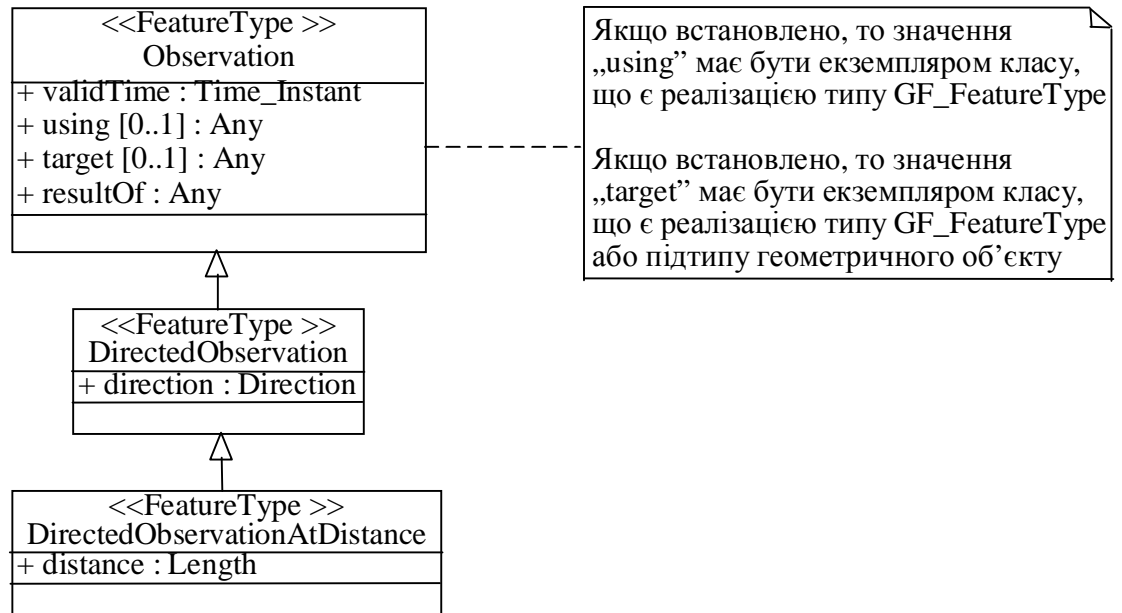 <<FeatureType >>
Observation
+ validTime : Time_Instant
+ using [0..1] : Any
+ target [0..1] : Any
+ resultOf : Any
Якщо встановлено, то значення
„using” має бути екземпляром класу,
що є реалізацією типу GF_FeatureType
Якщо встановлено, то значення
„target” має бути екземпляром класу,
що є реалізацією типу GF_FeatureType
або підтипу геометричного об’єкту
<<FeatureType >>
DirectedObservation
+ direction : Direction
<<FeatureType >>
DirectedObservationAtDistance
+ distance : Length